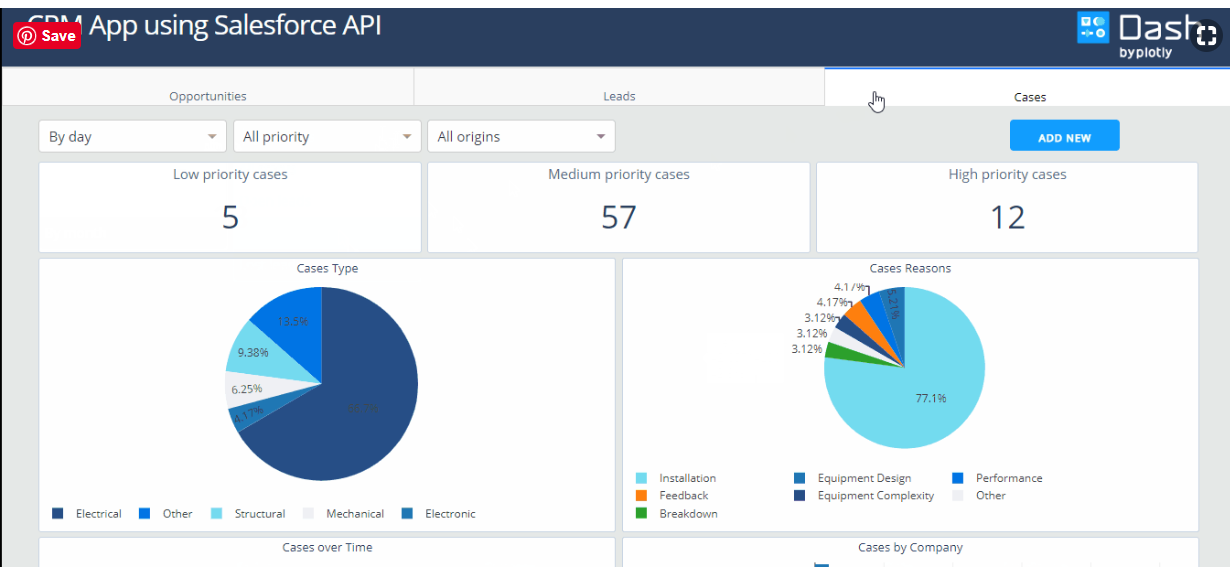 CRM App using Salesforce API
Save
Dash
by plotly
Opportunities
Leads
Cases
By day
All priority
All origins
ADD NEW
Low priority cases
5
Medium priority cases
57
High priority cases
12
Cases Type
13.5%
9.38%
6.25%
4.17%
Electrical
Other
Structural
Mechanical
Electronic
Cases Reasons
4.17%
4.17%
3.12%
3.12%
3.12%
5.21%
77.1%
Installation
Equipment Design
Performance
Feedback
Equipment Complexity
Other
Breakdown
Cases over Time
Cases by Company